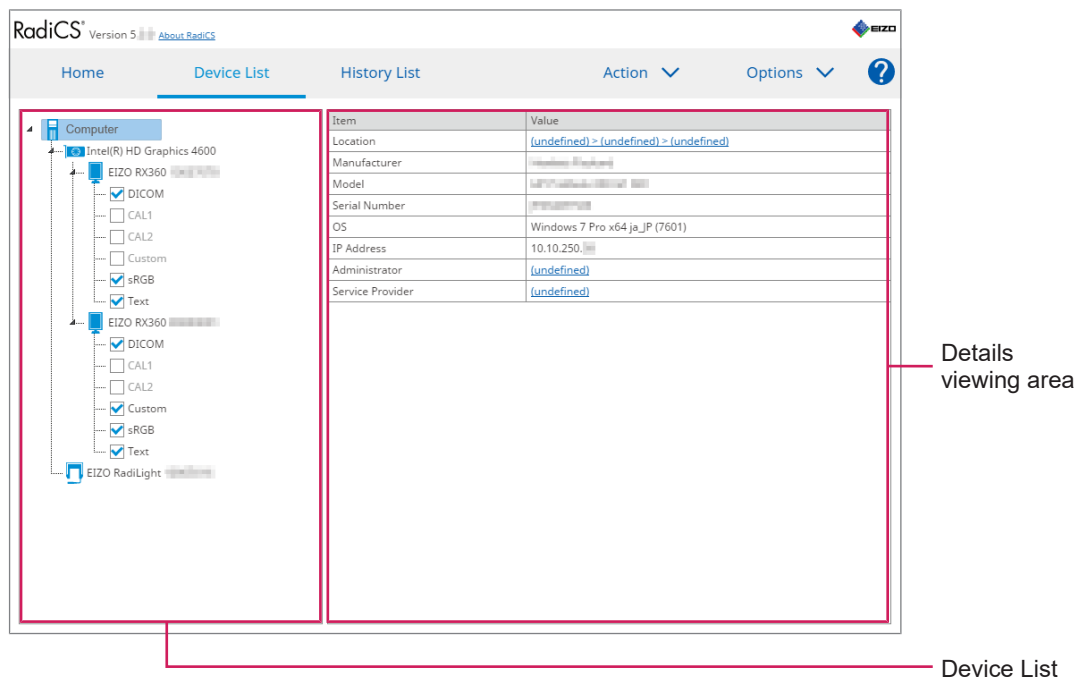 RadiCS® Version 5. About RadiCS
EIZO
Home Device List History List Action Options ?
Computer
Intel(R) HD Graphics 4600
EIZO RX360
DICOM
CAL1
CAL2
Custom
sRGB
Text
EIZO RX360
DICOM
CAL1
CAL2
Custom
sRGB
Text
EIZO RadiLight
Item Value
Location (undefined) > (undefined) > (undefined)
Manufacturer
Model
Serial Number
OS Windows 7 Pro x64 ja_JP (7601)
IP Address 10.10.250.
Administrator (undefined)
Service Provider (undefined)
Details
viewing area
Device List